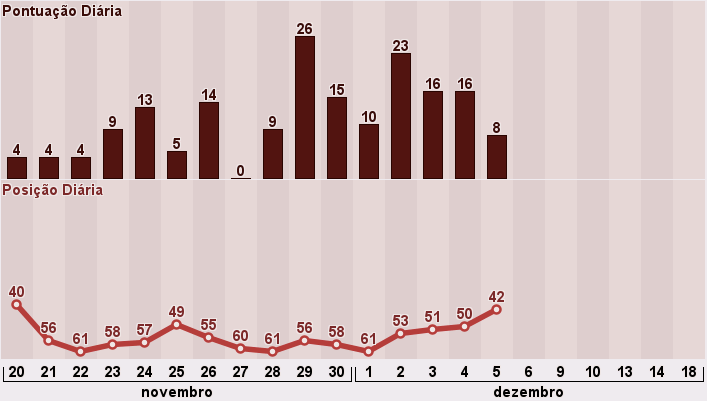 Pontuação Diária
4 4 4 9 13 5 14 0 9 26 15 10 23 16 16 8
Posição Diária
40 56 61 58 57 49 55 60 61 56 58 61 53 51 50 42
20 21 22 23 24 25 26 27 28 29 30 1 2 3 4 5 6 9 10 13 14 18
novembro dezembro